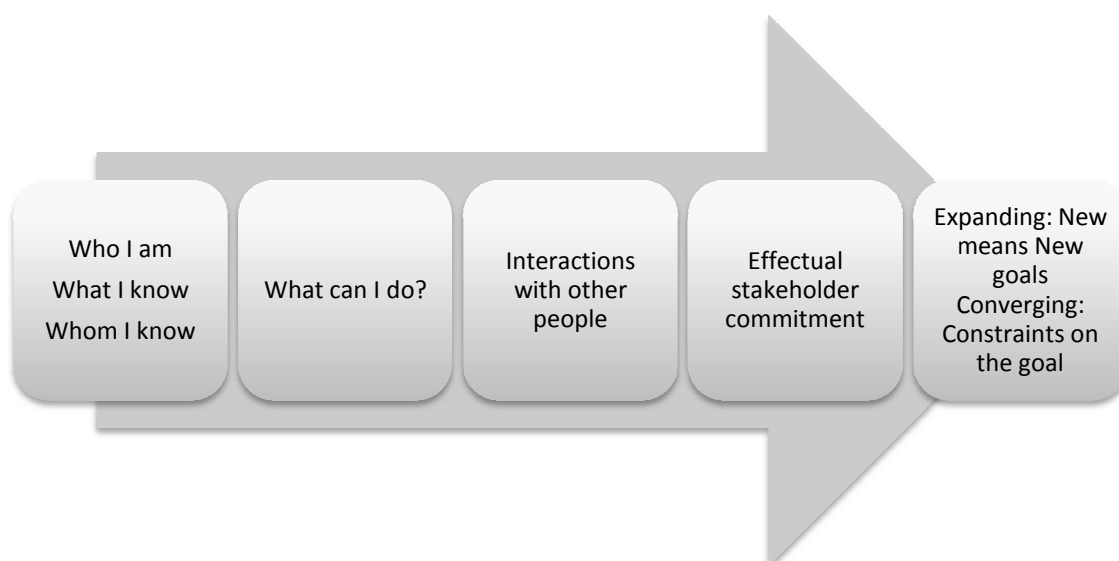 Who I am
What I know
Whom I know
What can I do?
Interactions
with other
people
Effectual
stakeholder
commitment
Expanding: New
means New
goals
Converging:
Constraints on
the goal